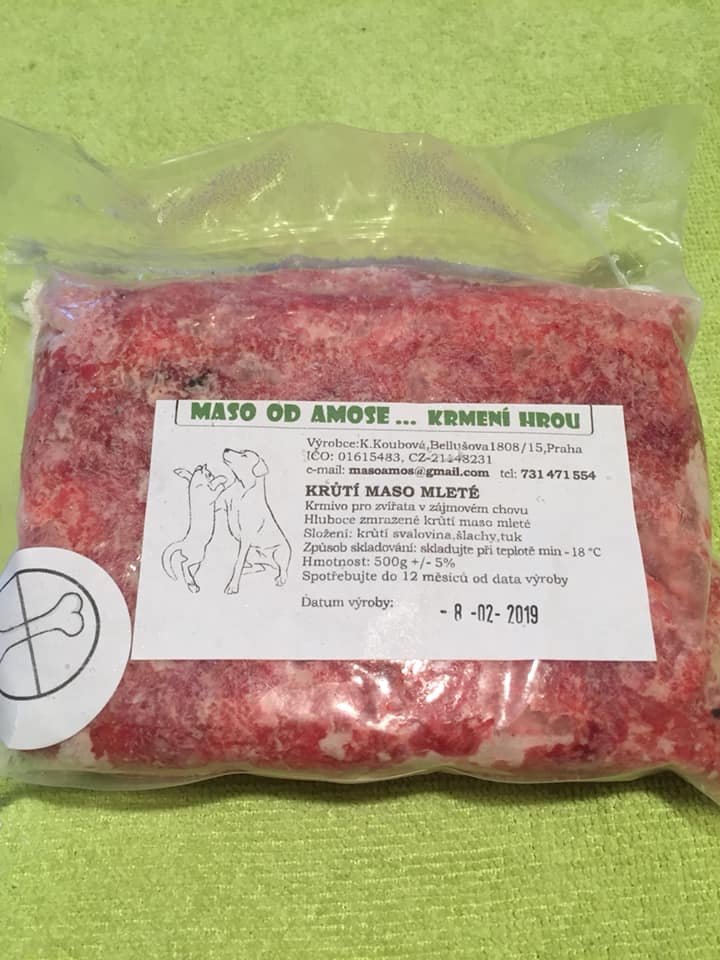 MASO OD AMOSE... KRMENÍ HROU
Výrobce:K.Koubová,Bellušova1808/15,Praha
IČO: 01615483, CZ-21148231
e-mail: masoamos@gmail.com tel: 731 471 554
KRŮTÍ MASO MLETÉ
Krmivo pro zvířata v zájmovém chovu
Hluboce zmrazené krůtí maso mleté
Složení: krůtí svalovina,šlachy,tuk
Způsob skladování: skladujte při teplotě min -18 °C
Hmotnost: 500g +/- 5%
Spotřebujte do 12 měsíců od data výroby
Datum výroby: - 8 -02- 2019